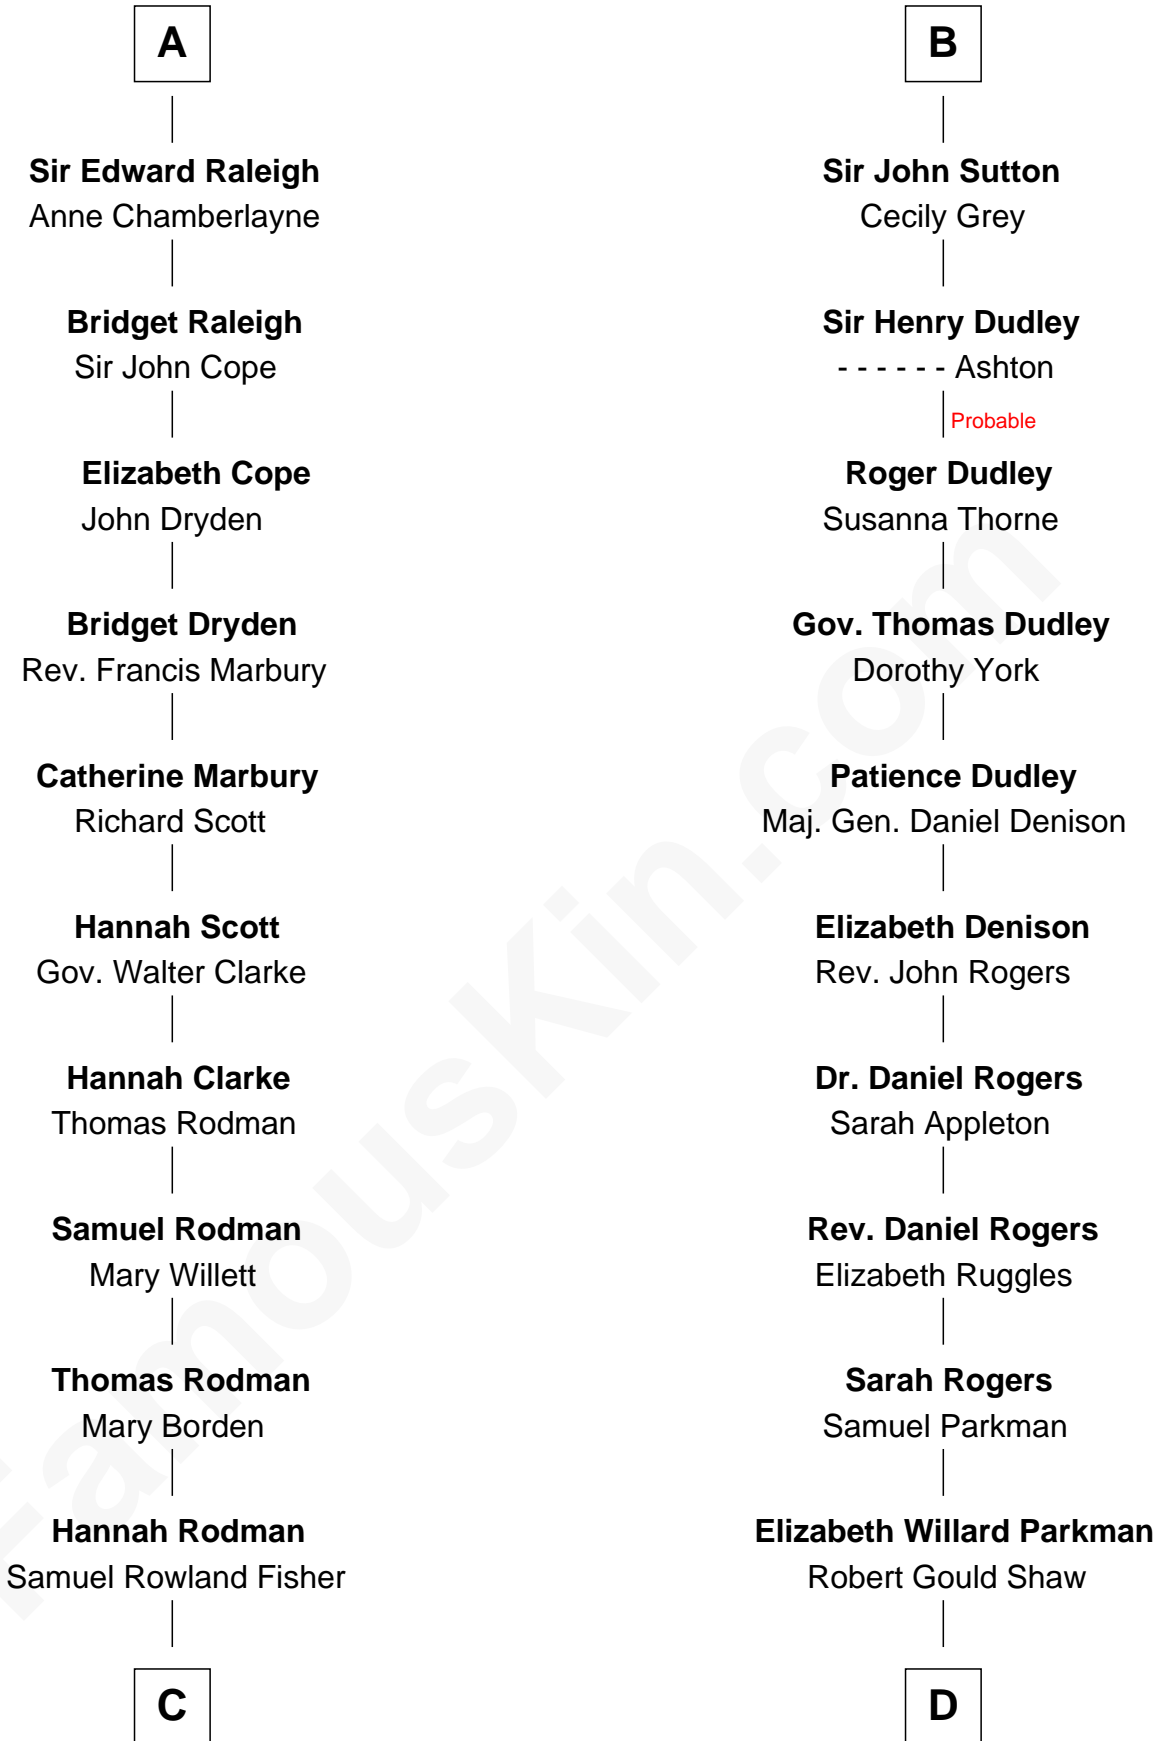 A
Sir Edward Raleigh
Anne Chamberlayne
Bridget Raleigh
Sir John Cope
Elizabeth Cope
John Dryden
Bridget Dryden
Rev. Francis Marbury
Catherine Marbury
Richard Scott
Hannah Scott
Gov. Walter Clarke
Hannah Clarke
Thomas Rodman
Samuel Rodman
Mary Willett
Thomas Rodman
Mary Borden
Hannah Rodman
Samuel Rowland Fisher
C
B
Sir John Sutton
Cecily Grey
Sir Henry Dudley
- - - - - - Ashton
Probable
Roger Dudley
Susanna Thorne
Gov. Thomas Dudley
Dorothy York
Patience Dudley
Maj. Gen. Daniel Denison
Elizabeth Denison
Rev. John Rogers
Dr. Daniel Rogers
Sarah Appleton
Rev. Daniel Rogers
Elizabeth Ruggles
Sarah Rogers
Samuel Parkman
Elizabeth Willard Parkman
Robert Gould Shaw
D
FamousKin.com